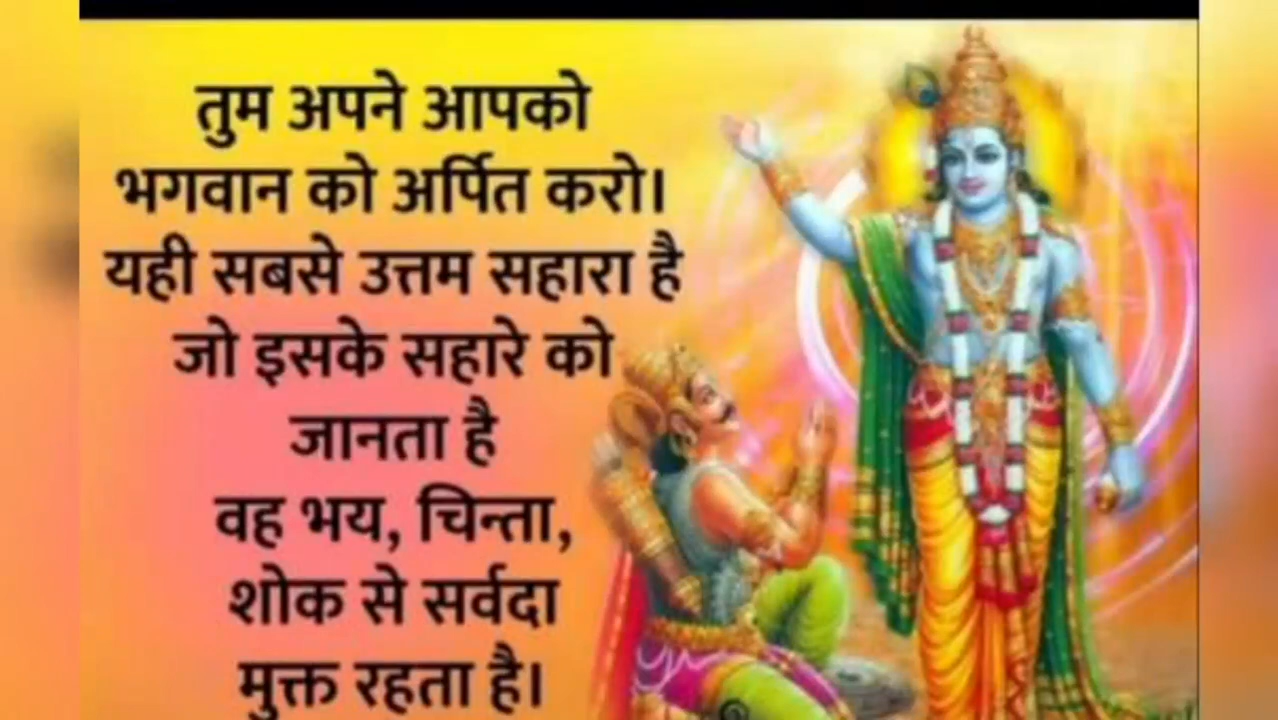 तुम अपने आपको
भगवान को अर्पित करो।
यही सबसे उत्तम सहारा है
जो इसके सहारे को
जानता है
वह भय, चिन्ता,
शोक से सर्वदा
मुक्त रहता है।